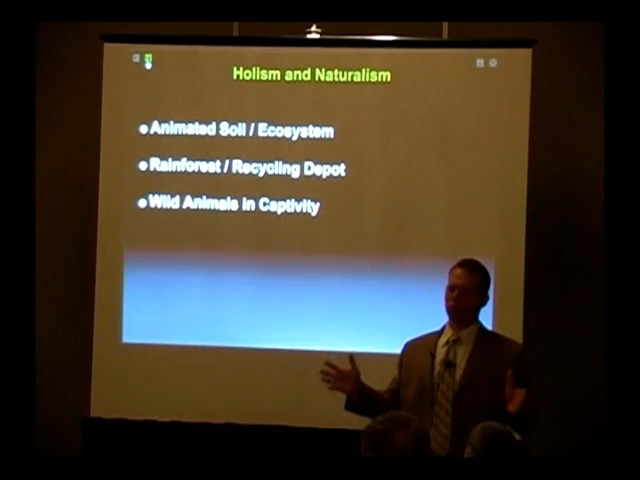 Holism and Naturalism
Animated Soil / Ecosystem
Rainforest / Recycling Depot
Wild Animals in Captivity